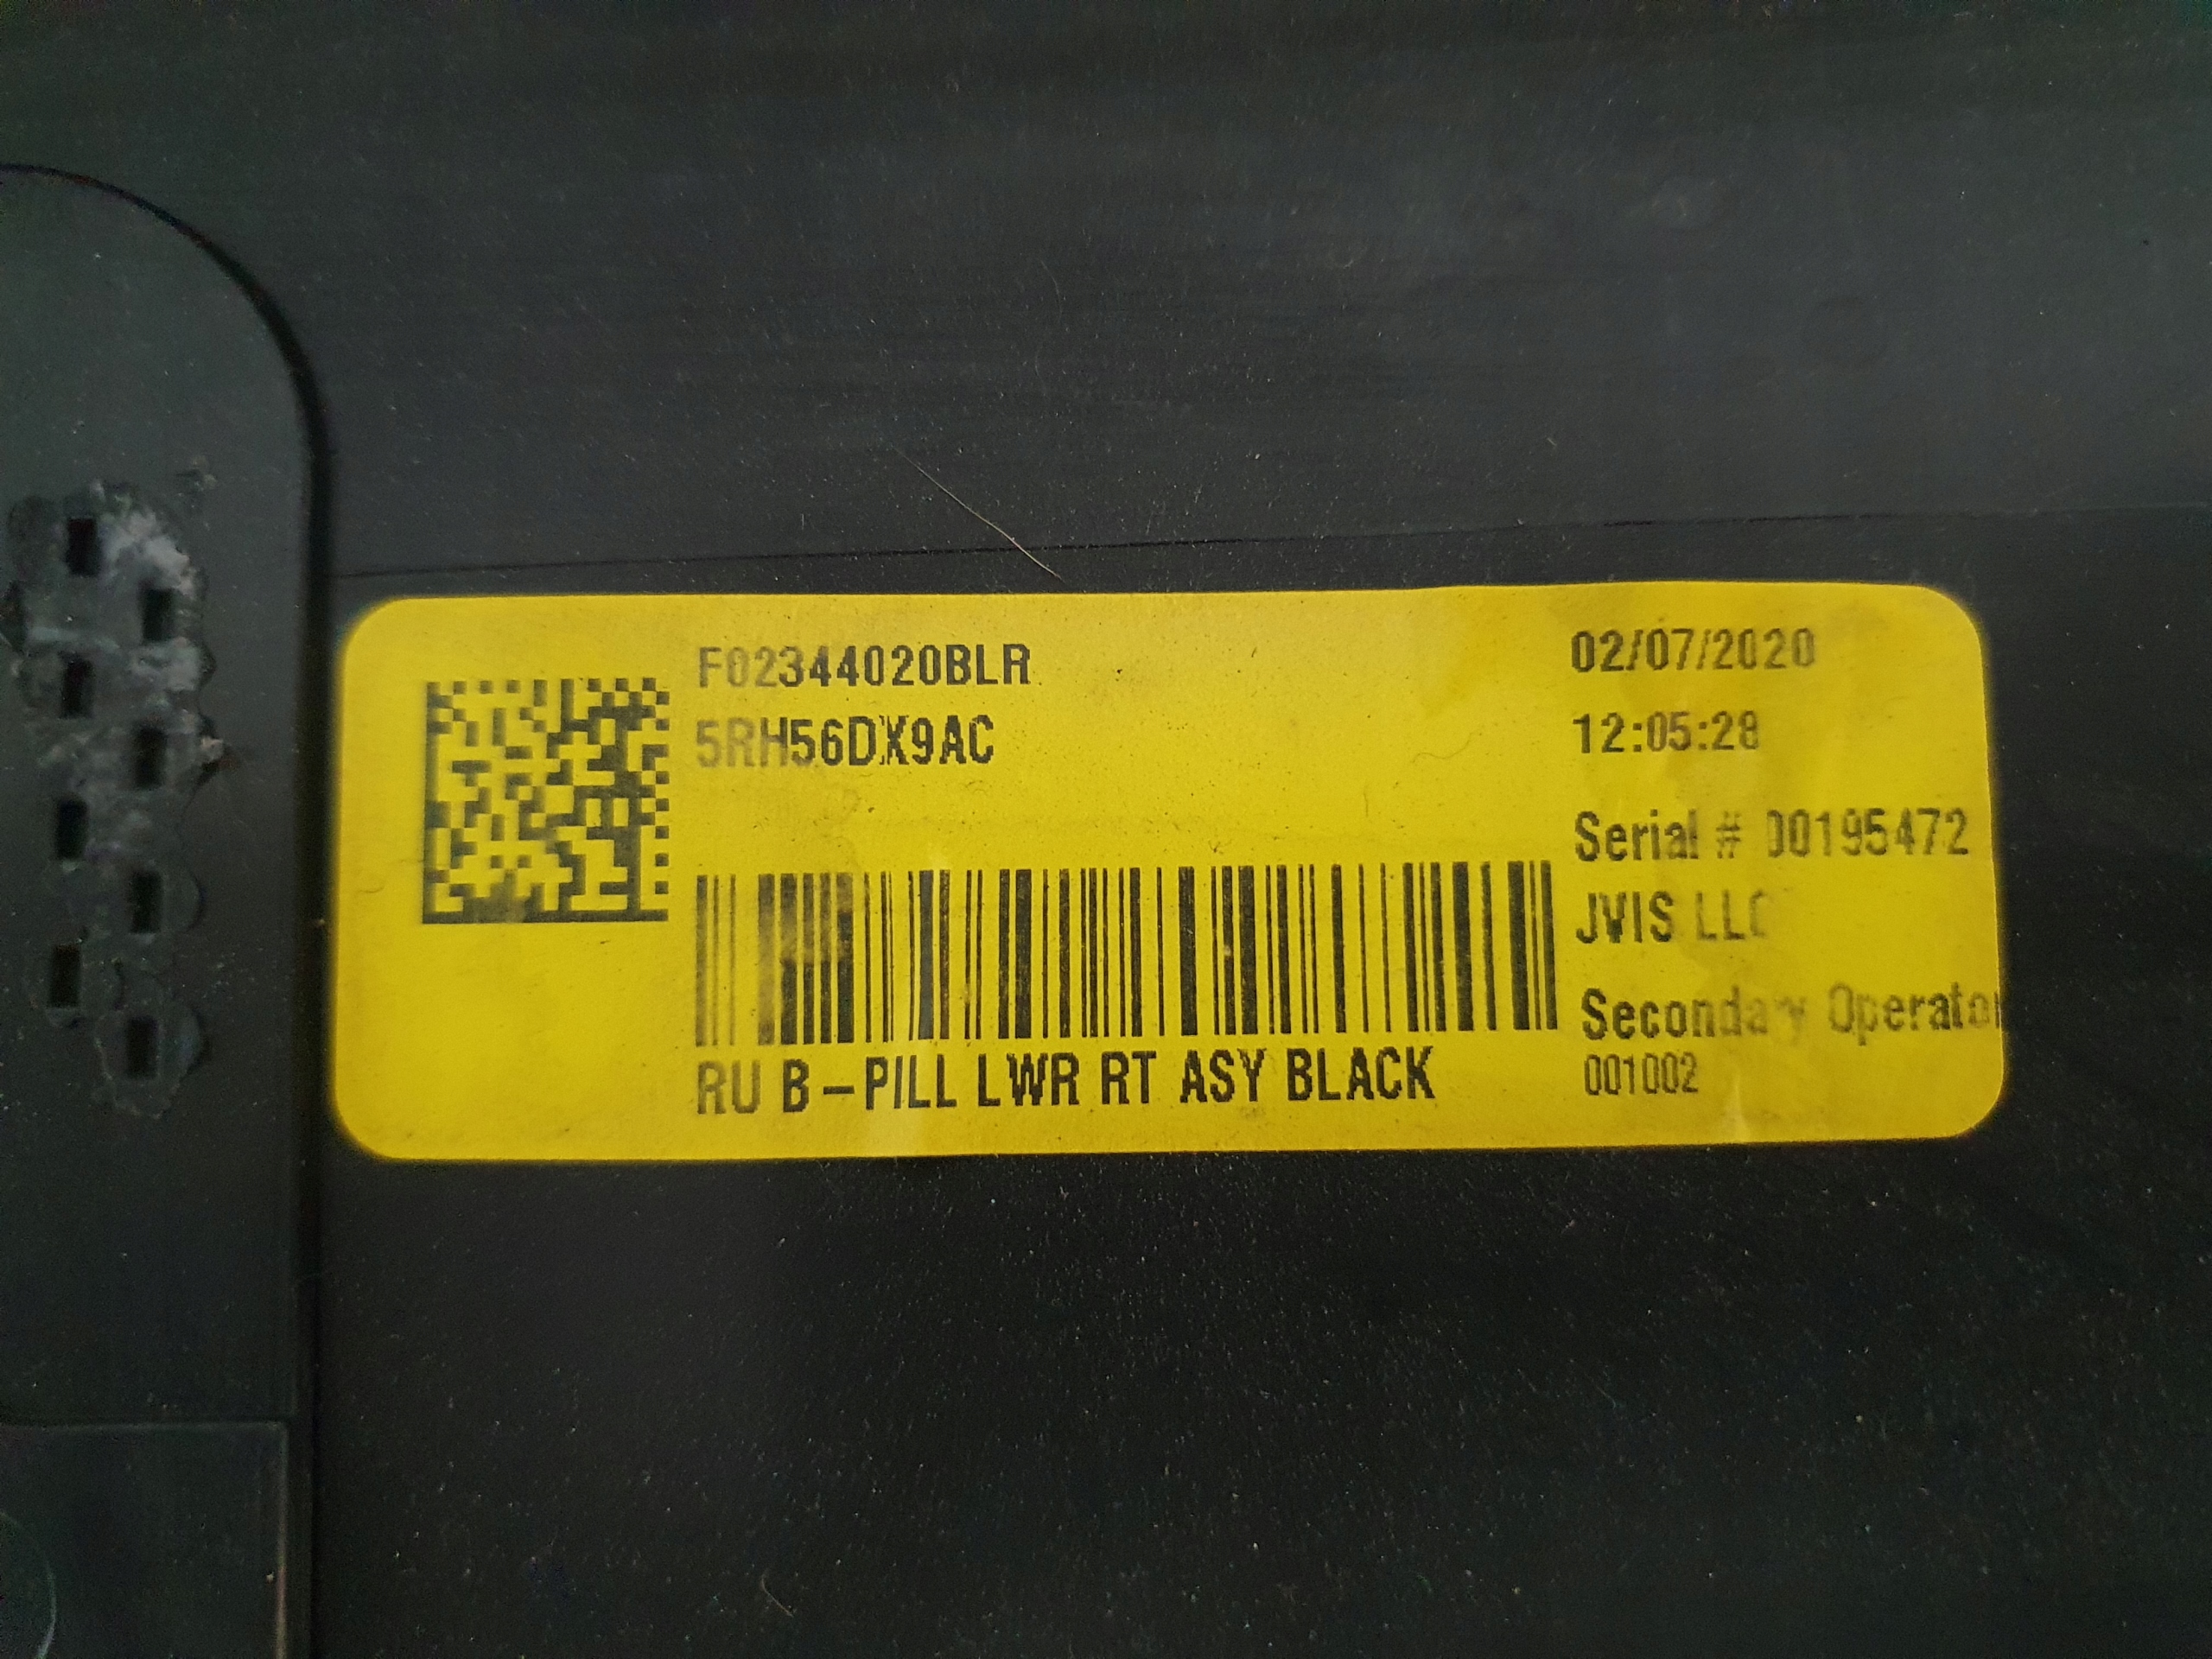 F02344020BLR
5RH56DX9AC
RU B-PILL LWR RT ASY BLACK
02/07/2020
12:05:28
Serial # 00195472
JVIS LLC
Secondary Operator
001002